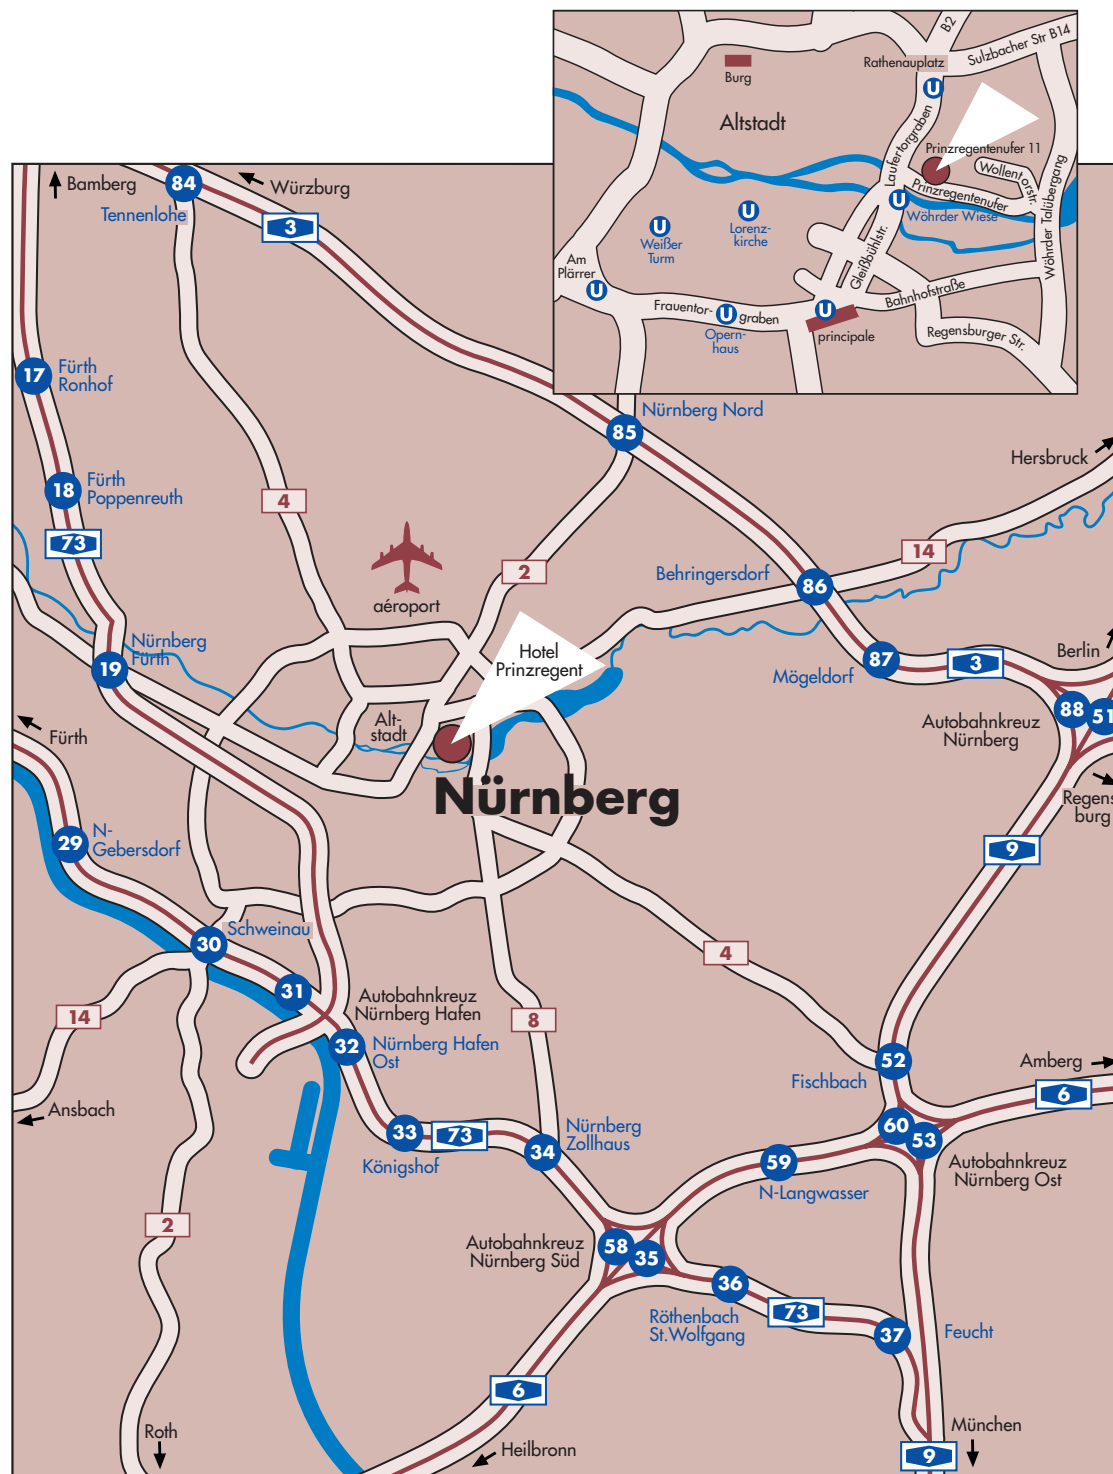 B2
Sulzbacher Str B14
Rathenauplatz
Burg
Altstadt
Laufertorgraben
Prinzregentenufer 11
Wollentorstr.
Prinzregentenufer
Wöhrder Talübergang
U
U
Wöhrder Wiese
U
Lorenz-
kirche
U
Weißer
Turm
Gleißbühlstr.
Am
Plärrer
U
Frauentor-
graben
U
Opern-
haus
U
principale
Bahnhofstraße
Regensburger Str.
Bamberg
84
Tennenlohe
Würzburg
3
17
Fürth
Ronhof
18
Fürth
Poppenreuth
73
4
85
Nürnberg Nord
Hersbruck
14
2
aéroport
Behringersdorf
86
Nürnberg
Fürth
19
Hotel
Prinzregent
87
Mögeldorf
3
Berlin
88
51
Autobahnkreuz
Nürnberg
Fürth
Alt-
stadt
Nürnberg
Regens
burg
29
N-
Gebersdorf
9
30
Schweinau
4
31
Autobahnkreuz
Nürnberg Hafen
14
8
32
Nürnberg Hafen
Ost
52
Fischbach
Amberg
6
Ansbach
33
73
Königshof
34
Nürnberg
Zollhaus
60
53
59
N-Langwasser
Autobahnkreuz
Nürnberg Ost
2
Autobahnkreuz
Nürnberg Süd
58
35
36
Röthenbach
St.Wolfgang
73
37
Feucht
6
Roth
Heilbronn
München
9